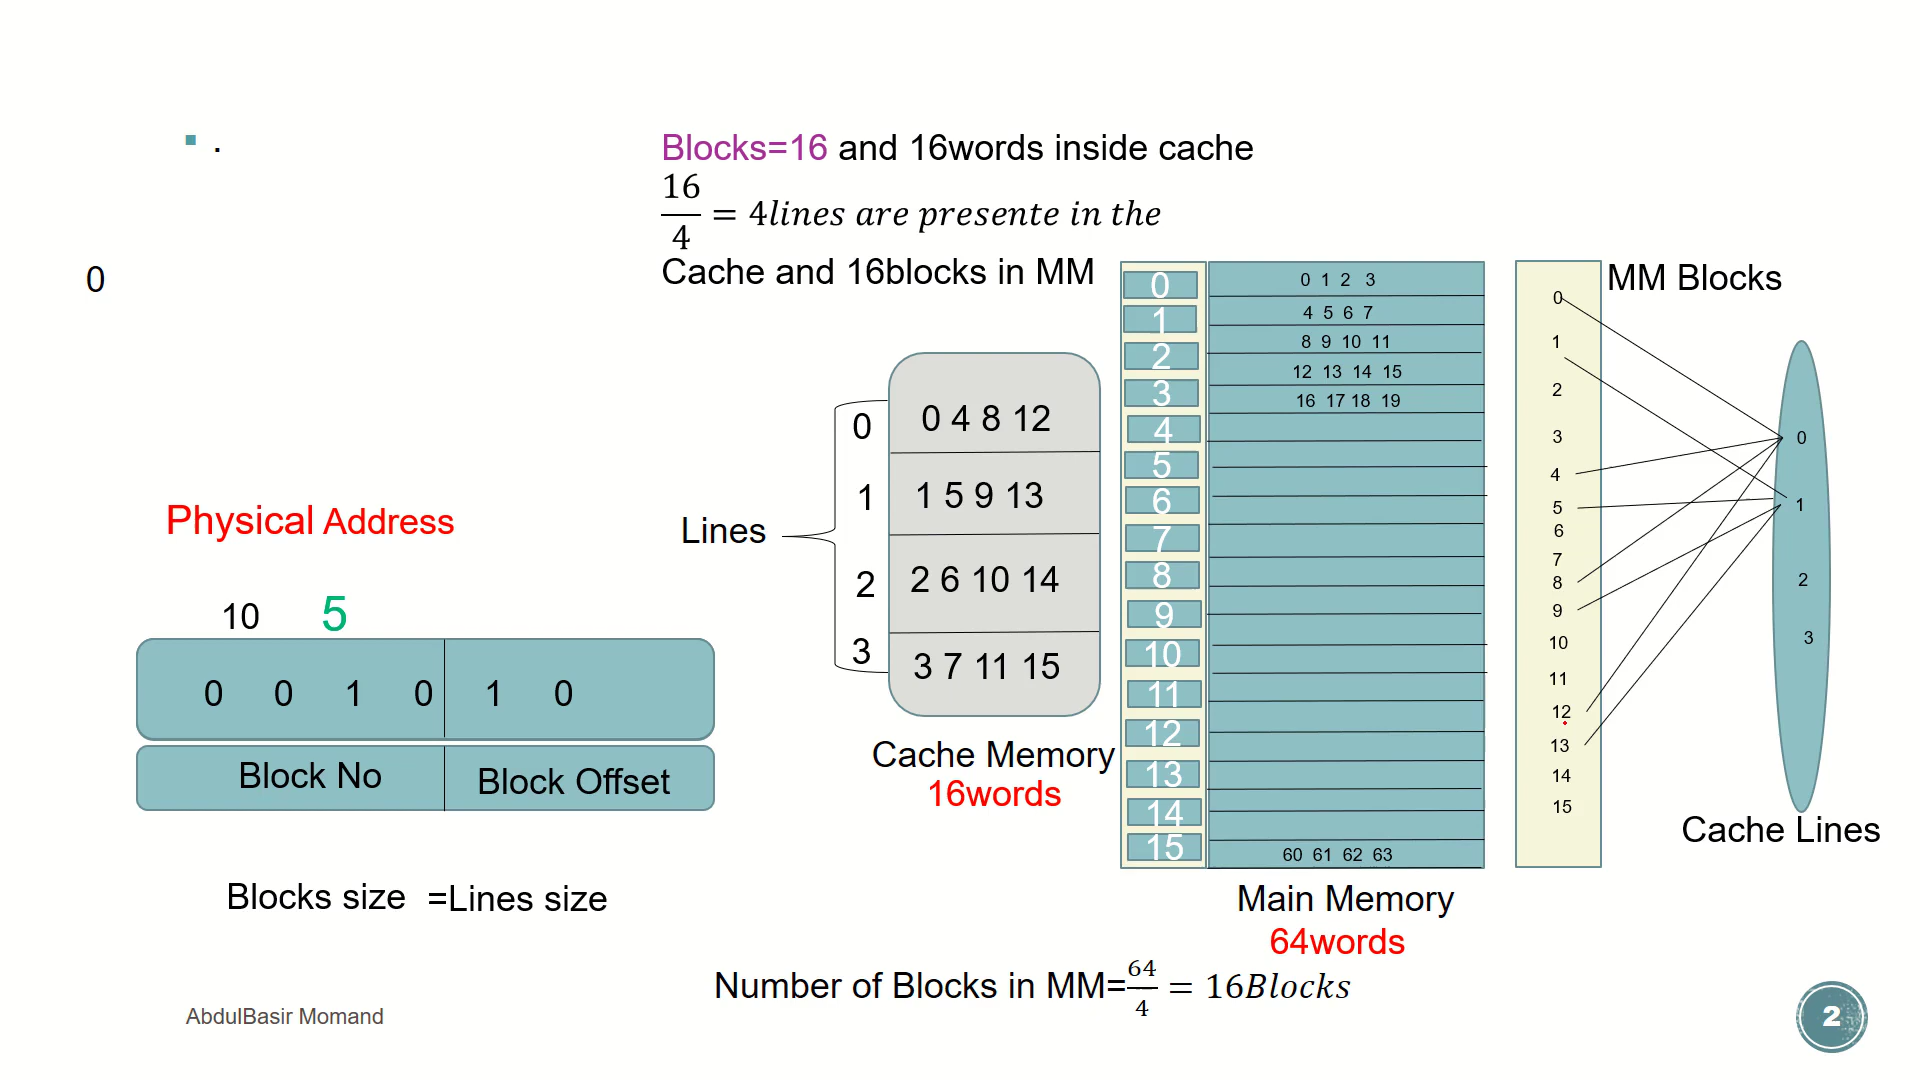 .
Blocks=16 and 16words inside cache
16/4 = 4lines are presente in the
Cache and 16blocks in MM
0
MM Blocks
0
1
2
3
4
5
6
7
8
9
10
11
12
13
14
15
0 1 2 3
4 5 6 7
8 9 10 11
12 13 14 15
16 17 18 19
60 61 62 63
0
1
2
3
4
5
6
7
8
9
10
11
12
13
14
15
0
1
2
3
Cache Lines
Lines
0
0 4 8 12
1
1 5 9 13
2
2 6 10 14
3
3 7 11 15
Cache Memory
16words
Physical Address
10 5
0 0 1 0 1 0
Block No Block Offset
Blocks size =Lines size
Main Memory
64words
Number of Blocks in MM=64/4 = 16Blocks
AbdulBasir Momand
2